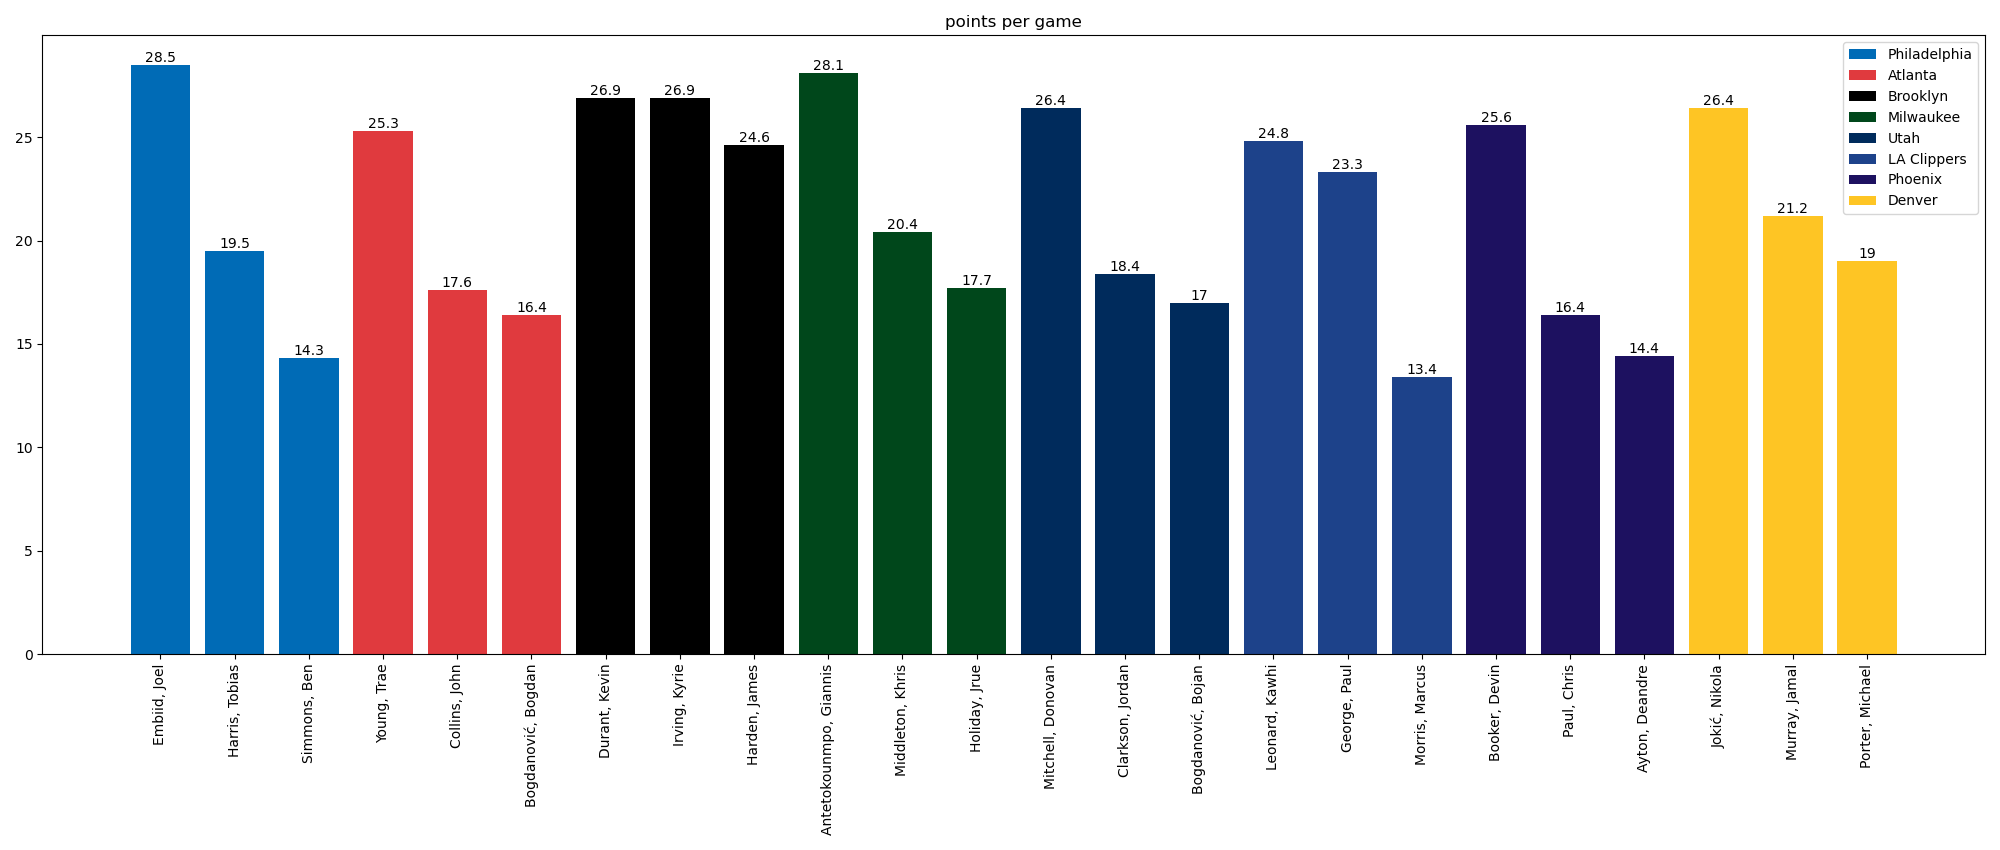 points per game
Philadelphia
Atlanta
Brooklyn
Milwaukee
Utah
LA Clippers
Phoenix
Denver
28.5
19.5
14.3
25.3
17.6
16.4
26.9
26.9
24.6
28.1
20.4
17.7
26.4
18.4
17
24.8
23.3
13.4
25.6
16.4
14.4
26.4
21.2
19
25
20
15
10
5
0
Embiid, Joel
Harris, Tobias
Simmons, Ben
Young, Trae
Collins, John
Bogdanović, Bogdan
Durant, Kevin
Irving, Kyrie
Harden, James
Antetokounmpo, Giannis
Middleton, Khris
Holiday, Jrue
Mitchell, Donovan
Clarkson, Jordan
Bogdanović, Bojan
Leonard, Kawhi
George, Paul
Morris, Marcus
Booker, Devin
Paul, Chris
Ayton, Deandre
Jokić, Nikola
Murray, Jamal
Porter, Michael